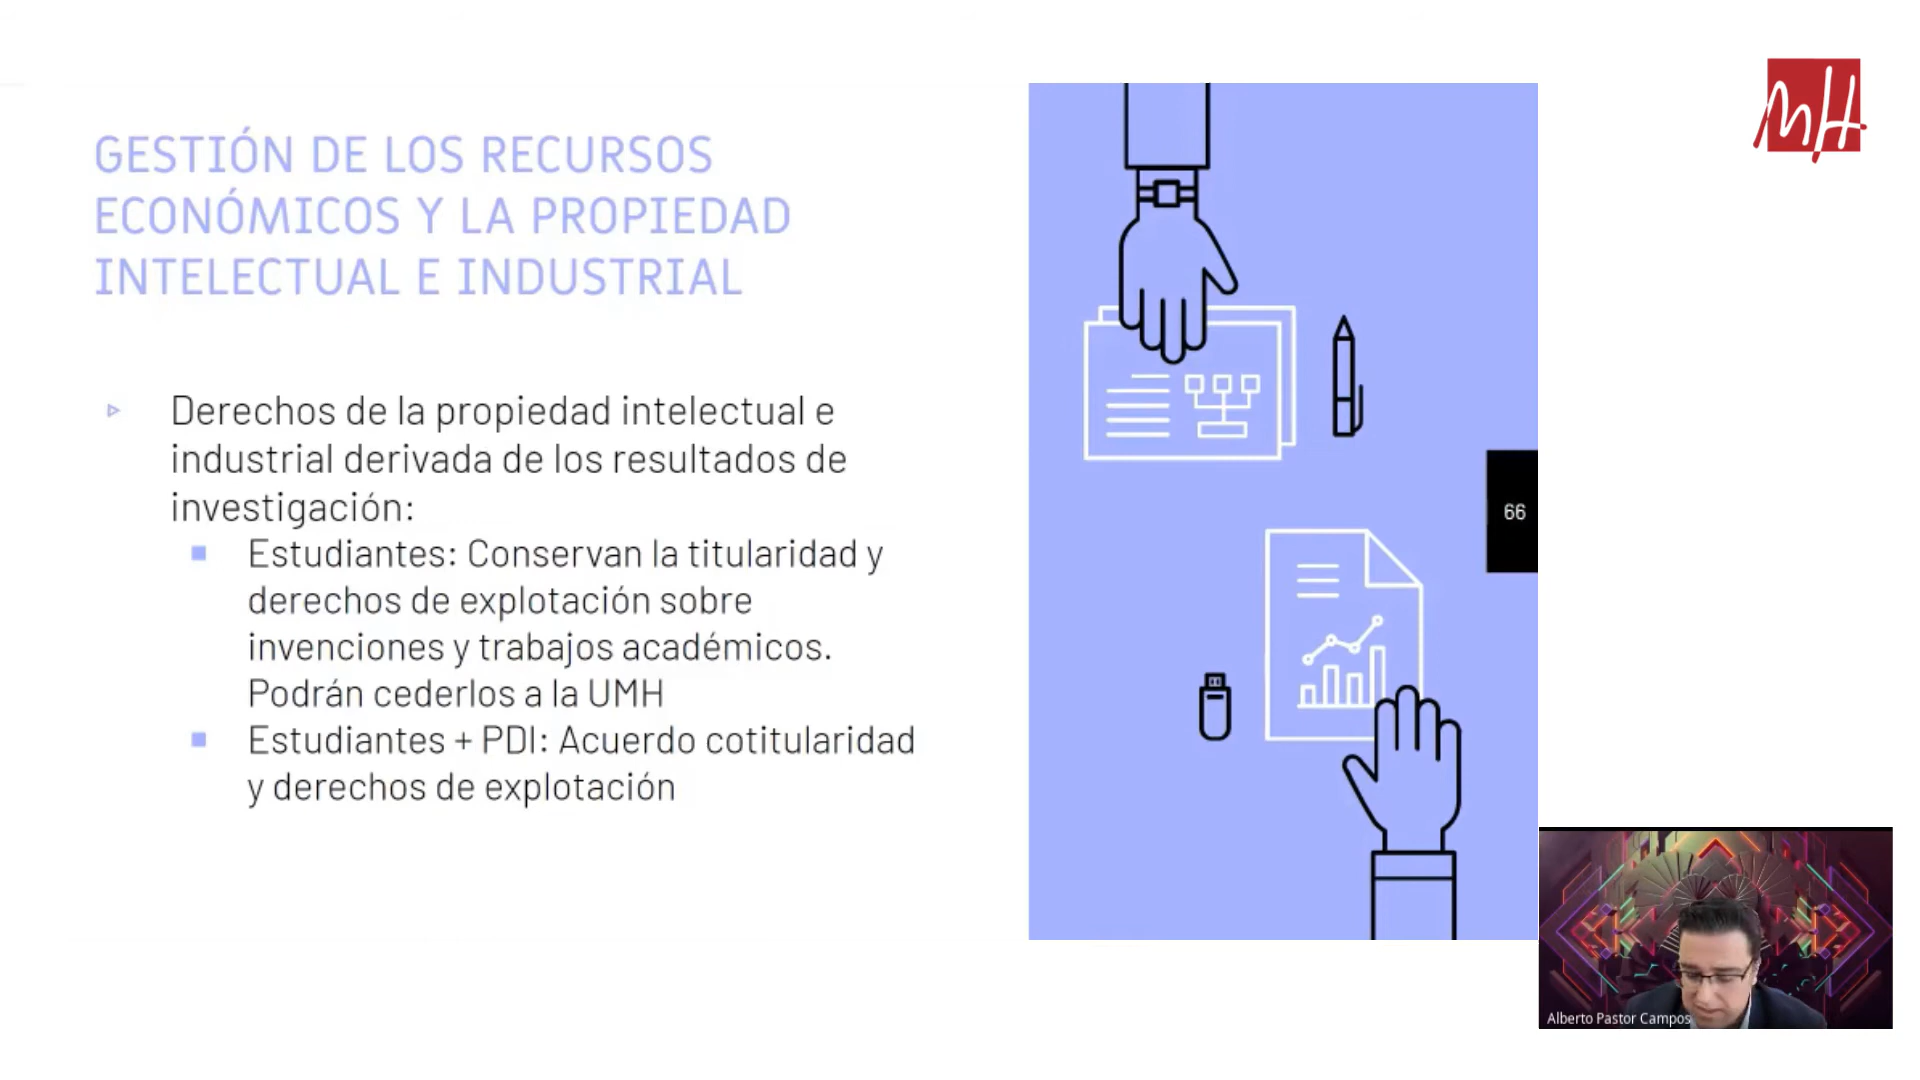 GESTIÓN DE LOS RECURSOS
ECONÓMICOS Y LA PROPIEDAD
INTELECTUAL E INDUSTRIAL
Derechos de la propiedad intelectual e
industrial derivada de los resultados de
investigación:
Estudiantes: Conservan la titularidad y
derechos de explotación sobre
invenciones y trabajos académicos.
Podrán cederlos a la UMH
Estudiantes + PDI: Acuerdo cotitularidad
y derechos de explotación
66
MH
Alberto Pastor Campos